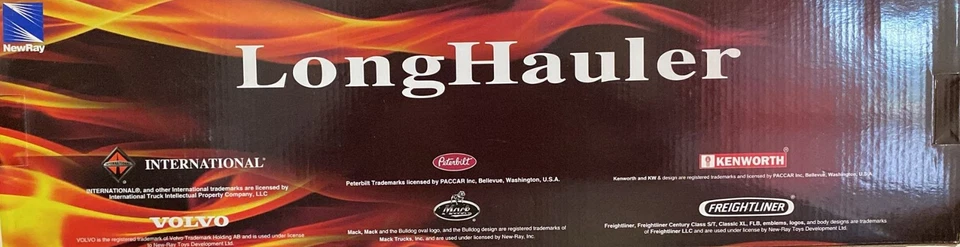 NewRay
LongHauler
INTERNATIONAL®
INTERNATIONAL®, and other International trademarks are licensed by
International Truck Intellectual Property Company, LLC
VOLVO
VOLVO is the registered trademark of Volvo Trademark Holding AB and is used under license
to New-Ray Toys Development Ltd.
Peterbilt
Peterbilt Trademarks licensed by PACCAR Inc, Bellevue, Washington, U.S.A.
Mack
Mack, Mack and the Bulldog oval logo, and the Bulldog design are registered trademarks of
Mack Trucks, Inc. and are used under licensed by New-Ray, Inc.
KENWORTH
Kenworth and KW & design are registered trademarks and licensed by PACCAR Inc, Bellevue, Washington, U.S.A.
FREIGHTLINER
Freightliner, Freightliner Century Class S/T, Classic XL, FLB, emblems, logos, and body designs are trademarks
of Freightliner LLC and are used under license by New-Ray Toys Development Ltd.